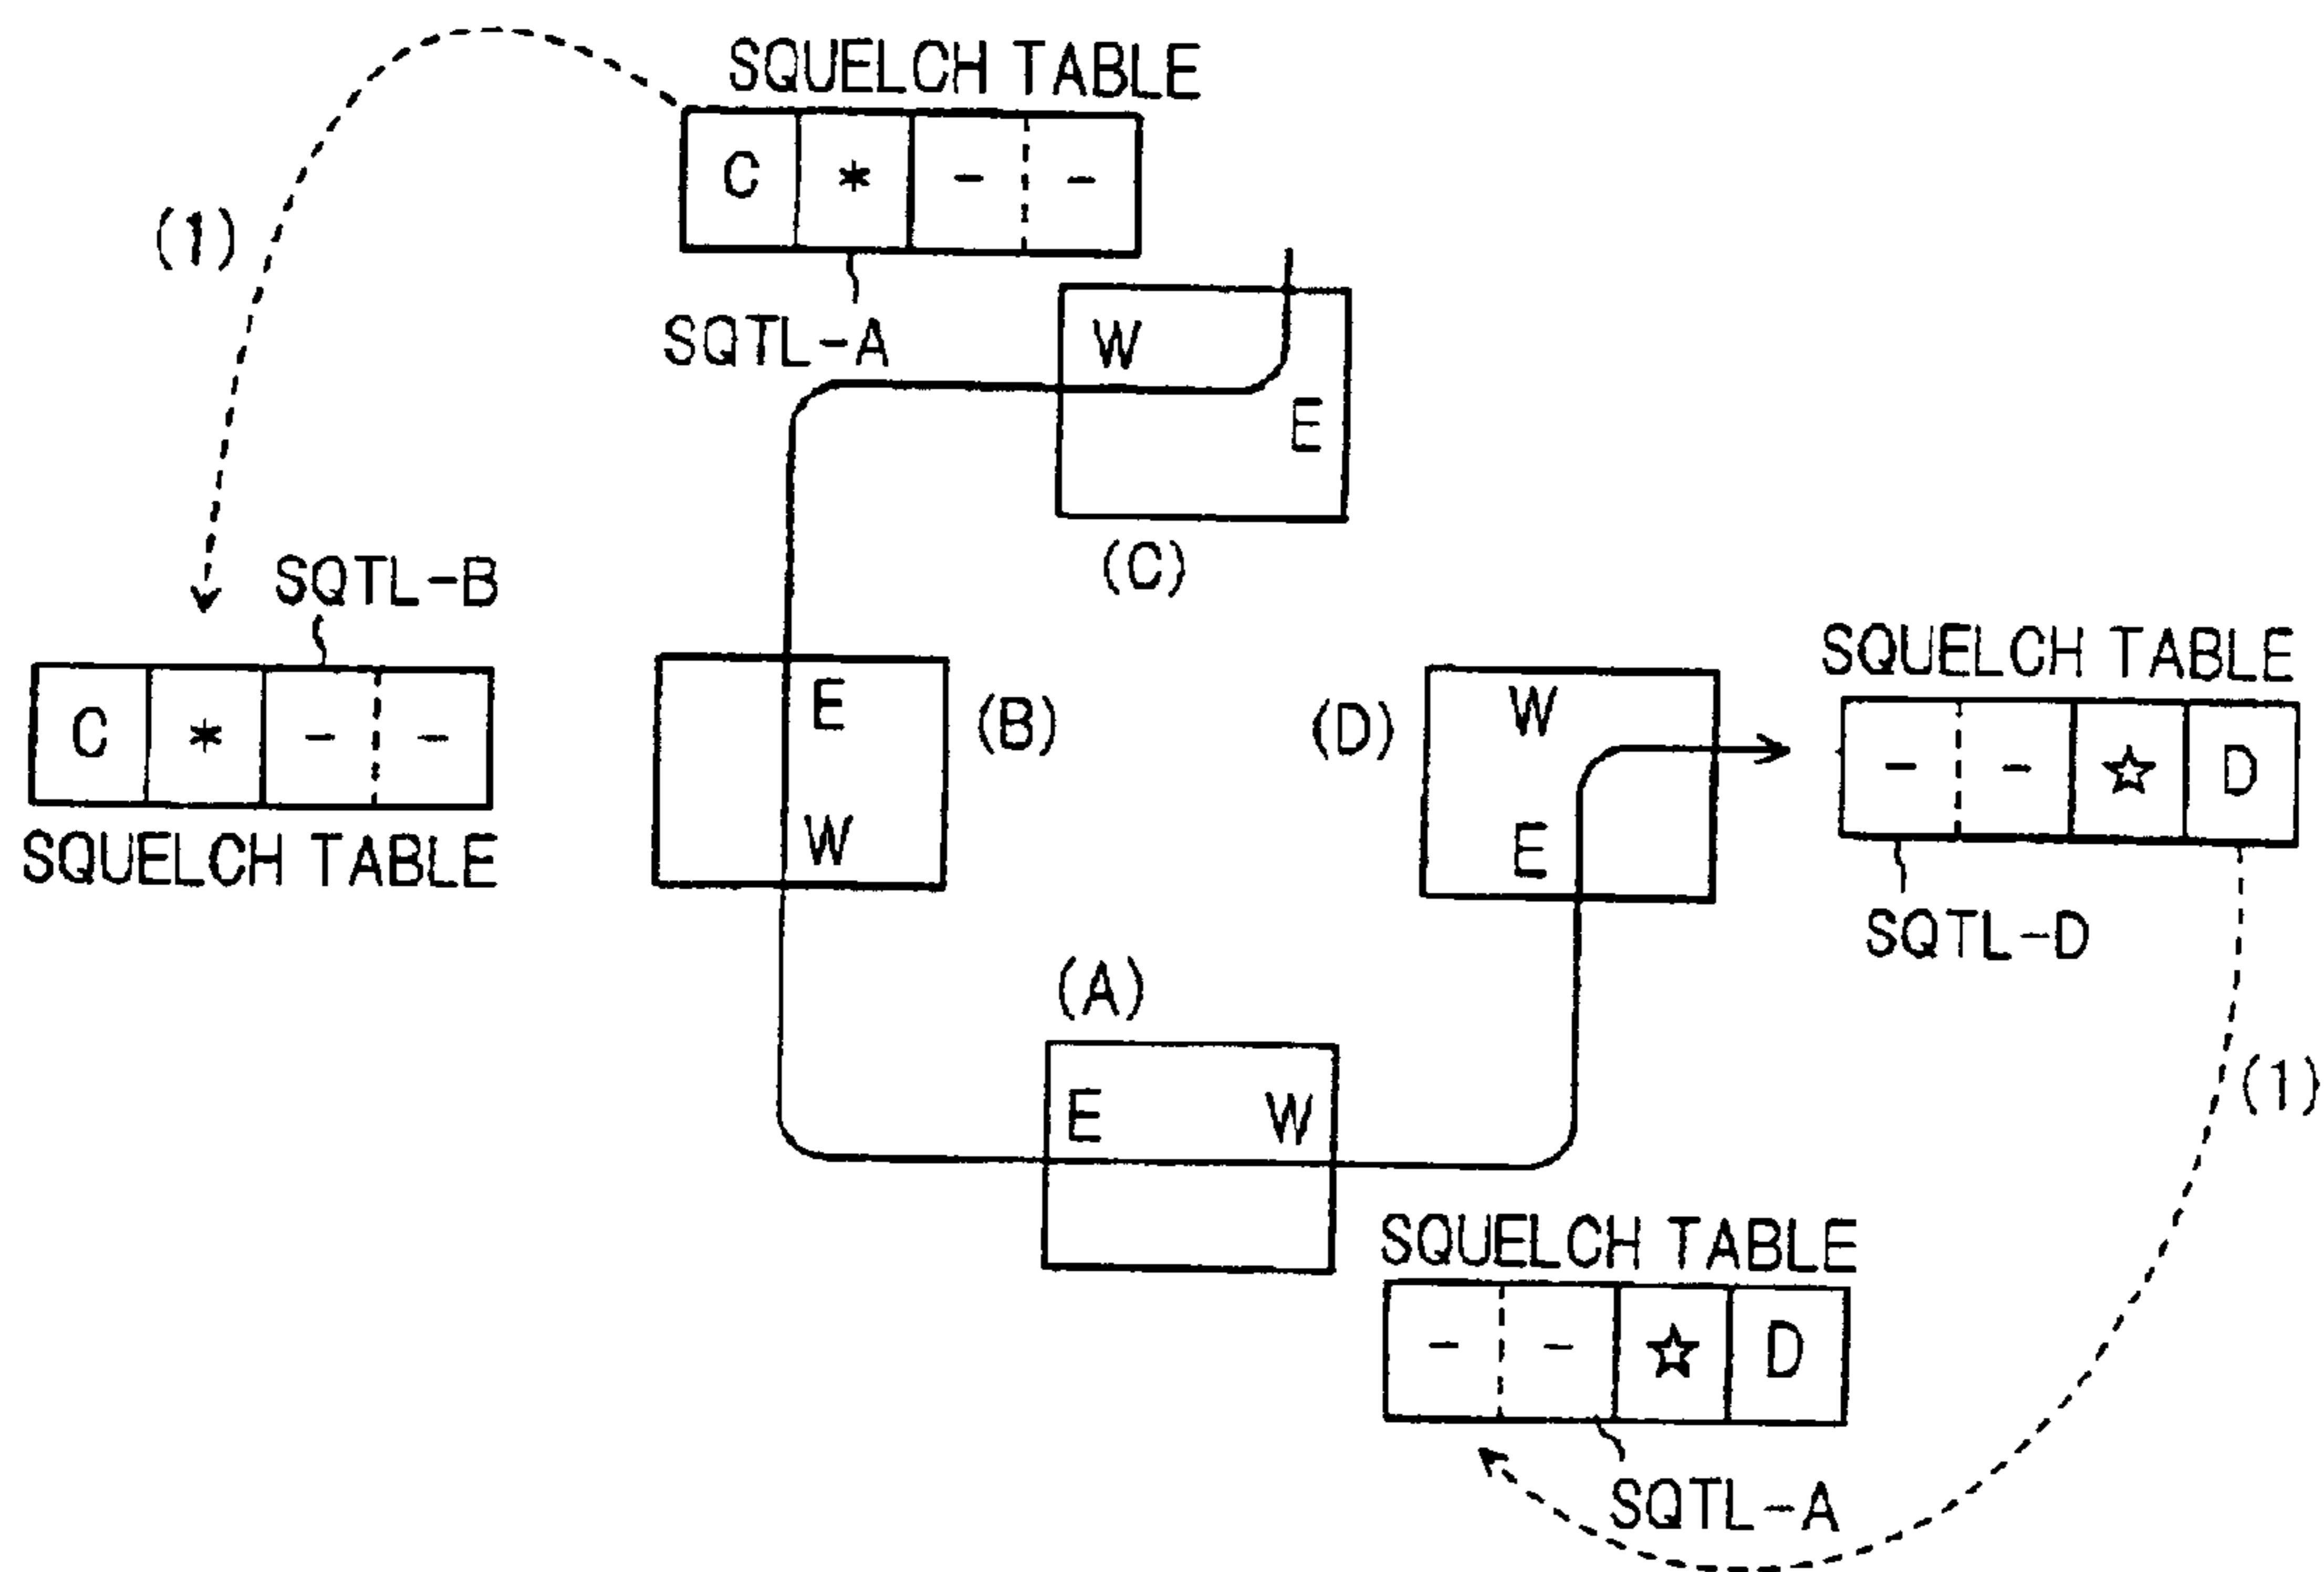 SQUELCH TABLE
C * - -
(1)
SQTL-A
W
E
(C)
SQTL-B
C * - -
SQUELCH TABLE
E
W
(B)
(D)
W
E
SQUELCH TABLE
- - ☆ D
SQTL-D
(A)
E W
(1)
SQUELCH TABLE
- - ☆ D
SQTL-A